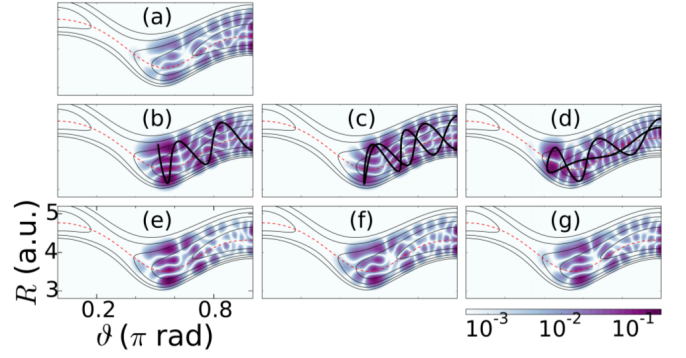 (a)
(b) (c) (d)
(e) (f) (g)
R (a.u.)
5
4
3
0.2 0.8
ϑ (π rad)
10⁻³ 10⁻² 10⁻¹